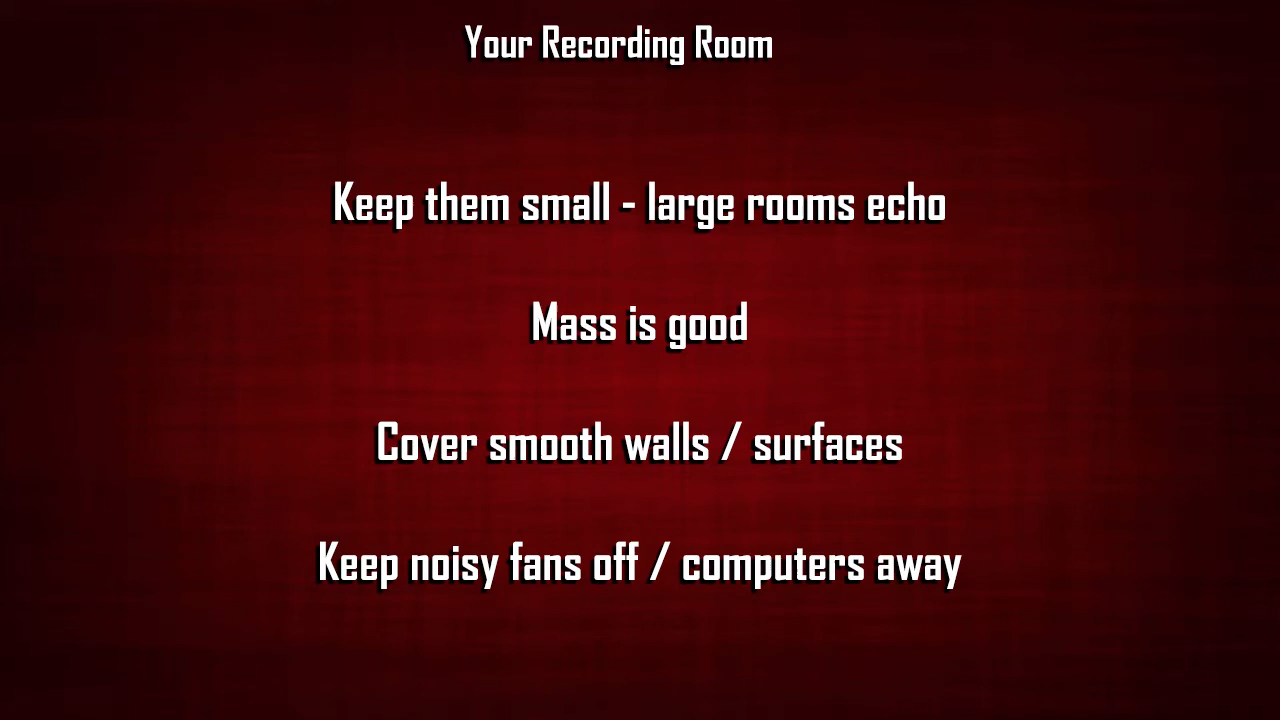 Your Recording Room
Keep them small - large rooms echo
Mass is good
Cover smooth walls / surfaces
Keep noisy fans off / computers away